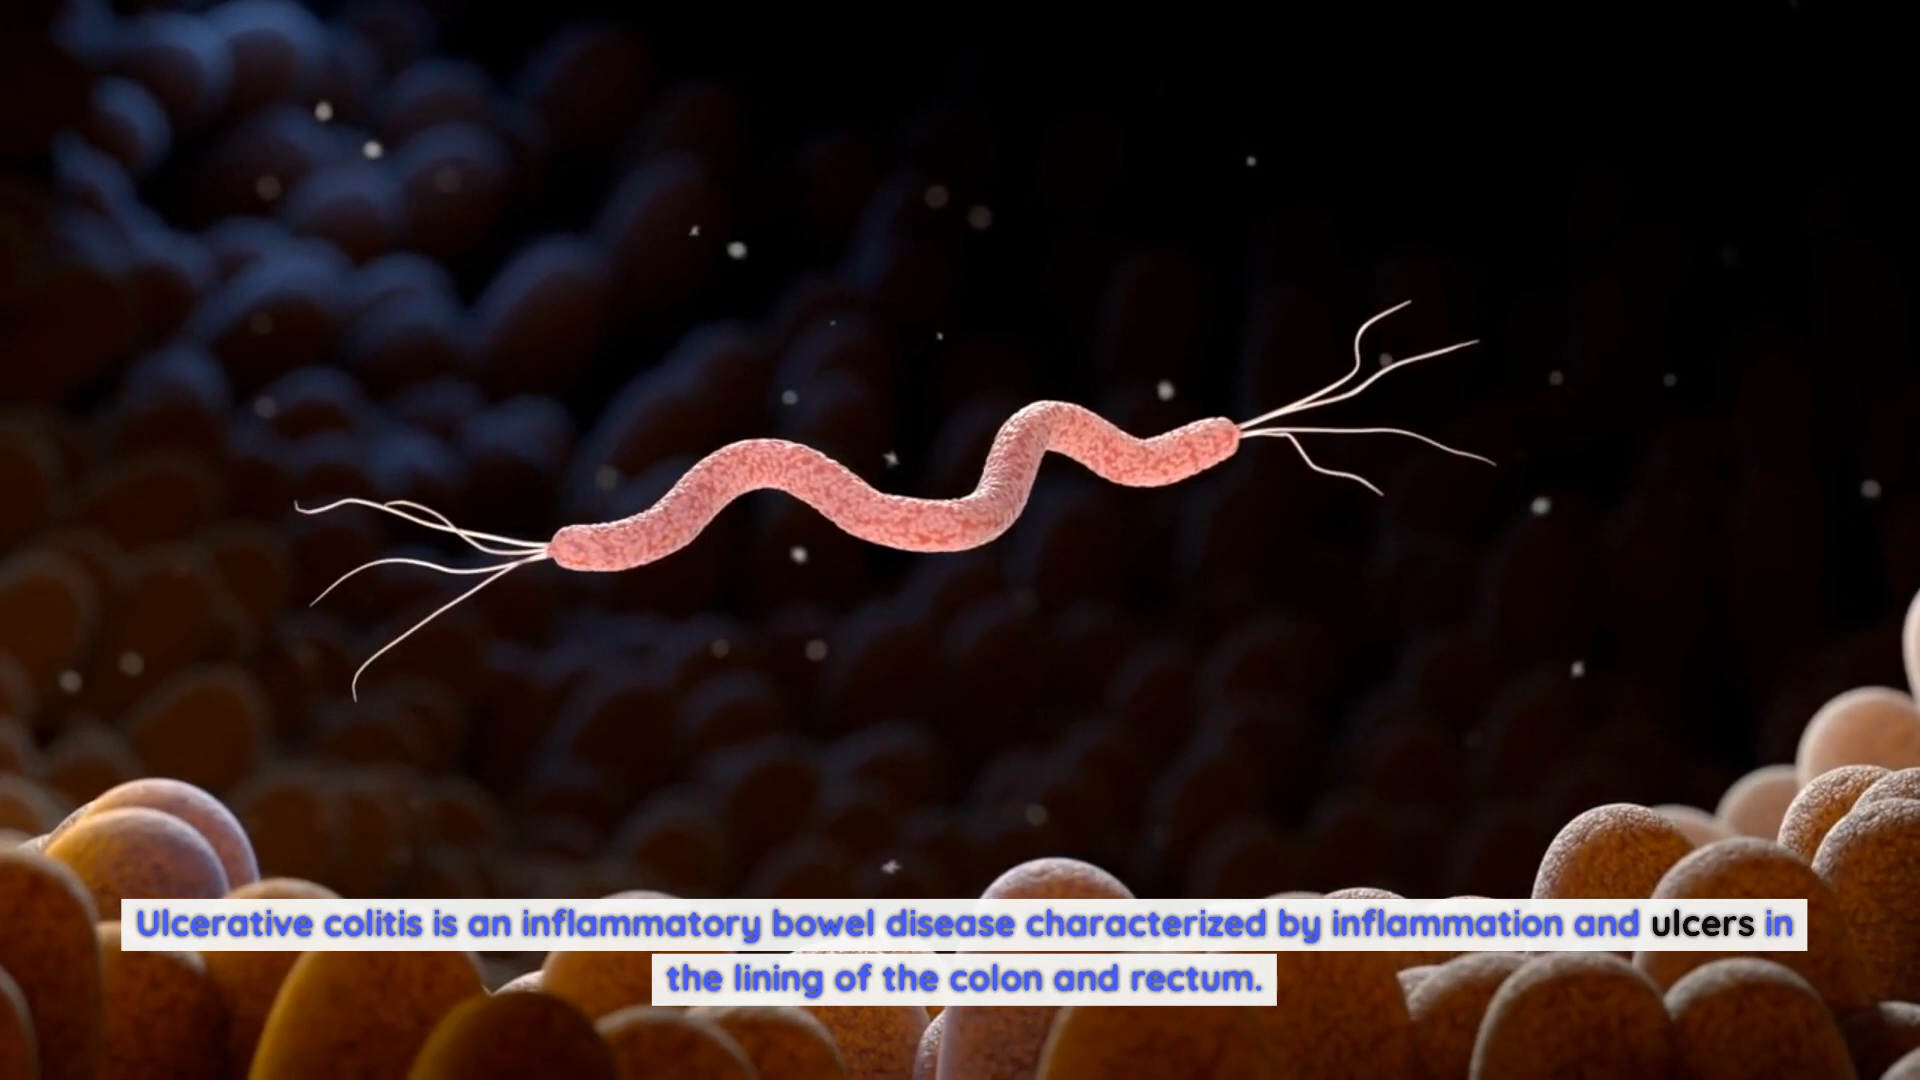 Ulcerative colitis is an inflammatory bowel disease characterized by inflammation and ulcers in
the lining of the colon and rectum.